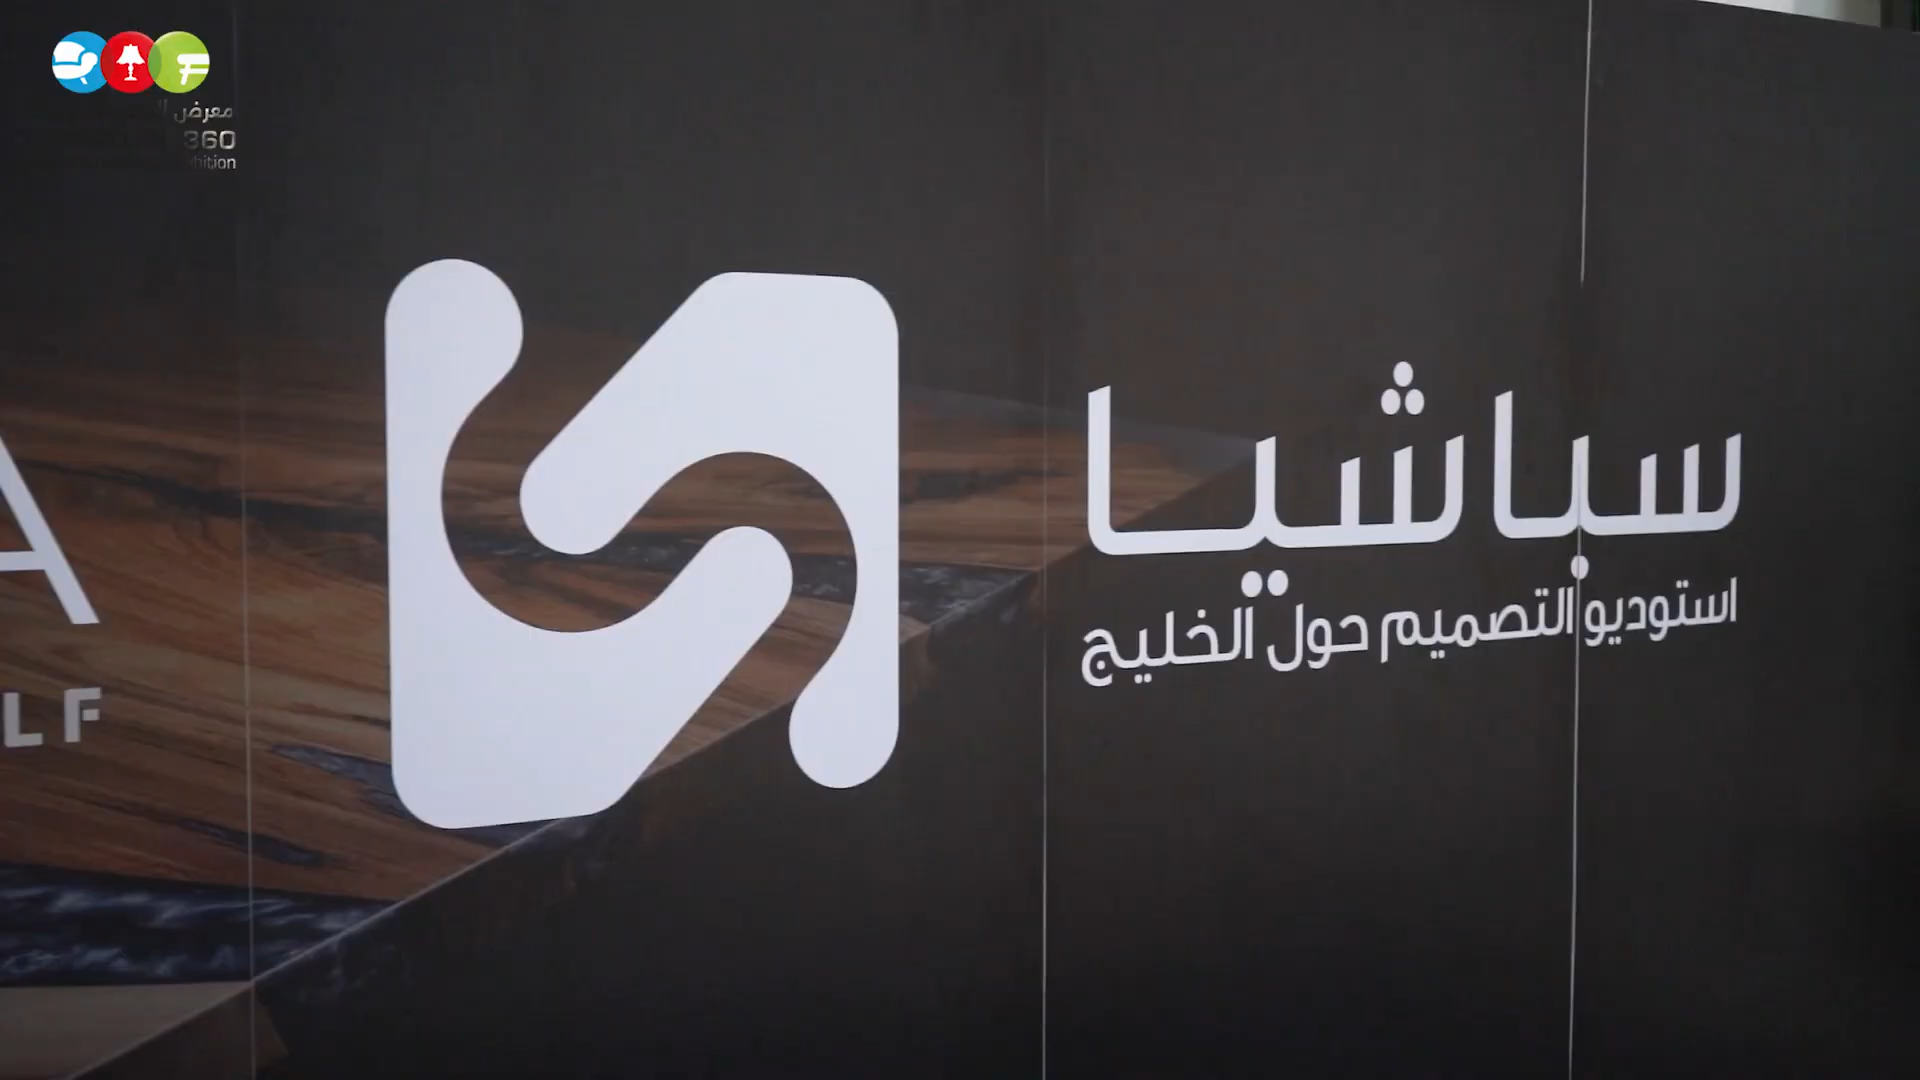 معرض
360
سباشيا
استوديو التصميم حول الخليج
A
LF